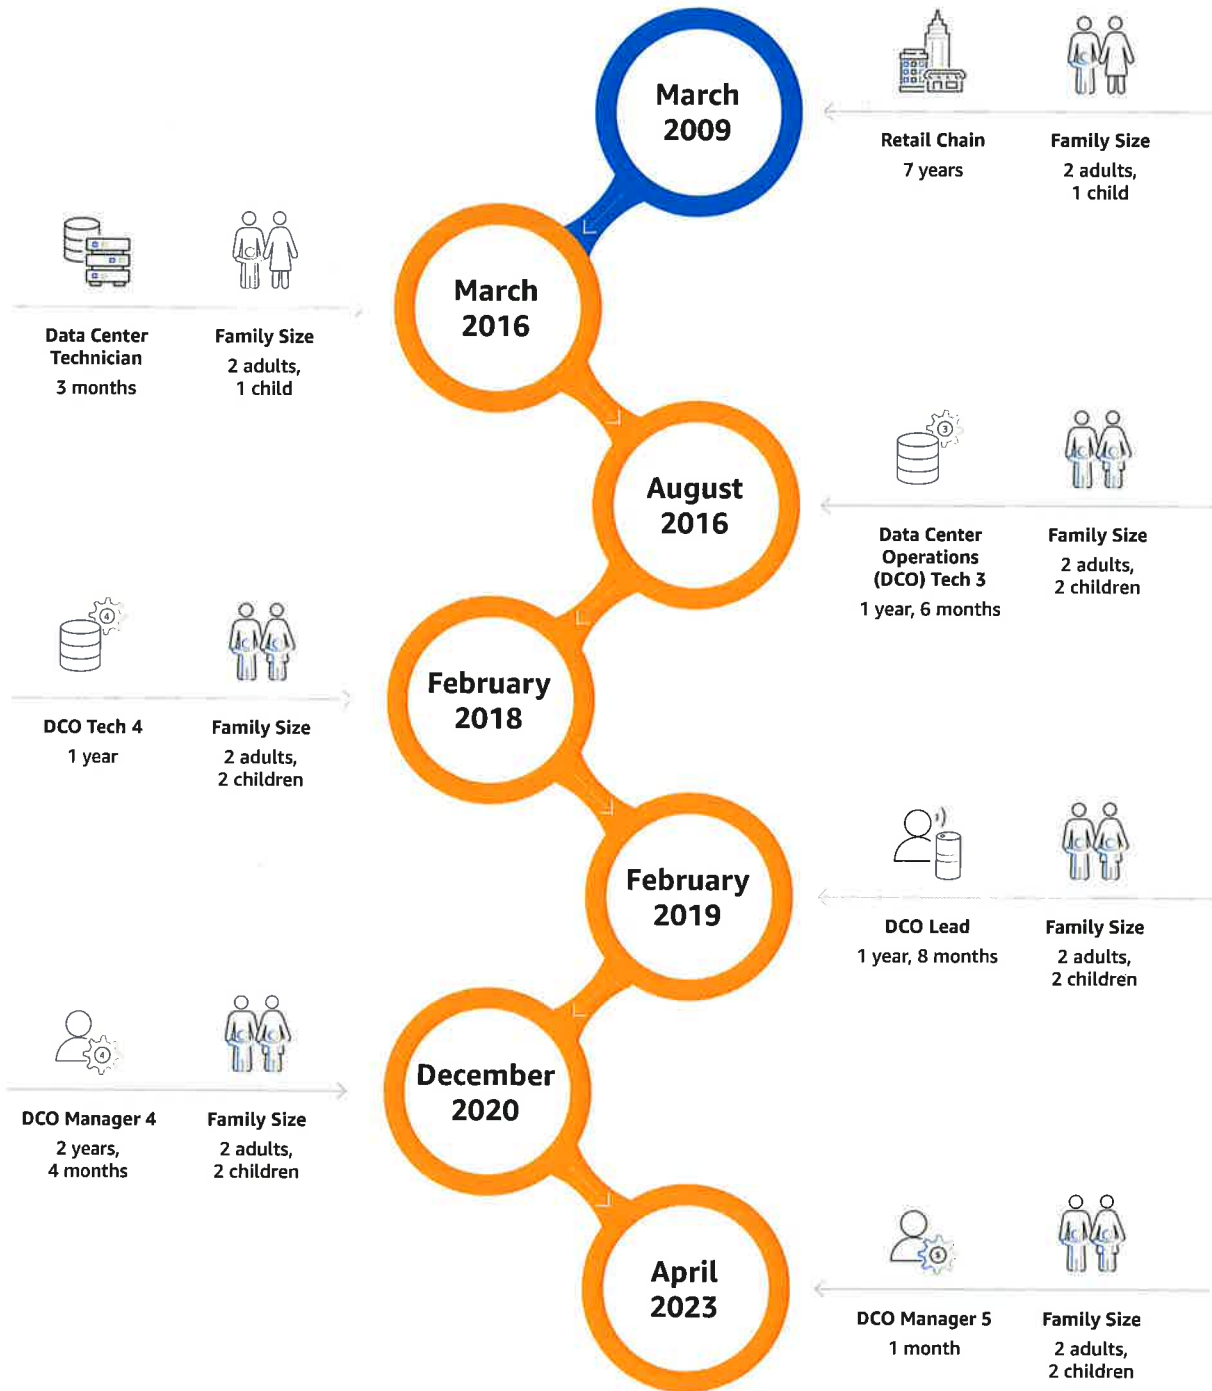 March
2009
Retail Chain
7 years
Family Size
2 adults,
1 child
March
2016
Data Center
Technician
3 months
Family Size
2 adults,
1 child
August
2016
3
Data Center
Operations
(DCO) Tech 3
1 year, 6 months
Family Size
2 adults,
2 children
February
2018
4
DCO Tech 4
1 year
Family Size
2 adults,
2 children
February
2019
DCO Lead
1 year, 8 months
Family Size
2 adults,
2 children
December
2020
4
DCO Manager 4
2 years,
4 months
Family Size
2 adults,
2 children
April
2023
5
DCO Manager 5
1 month
Family Size
2 adults,
2 children